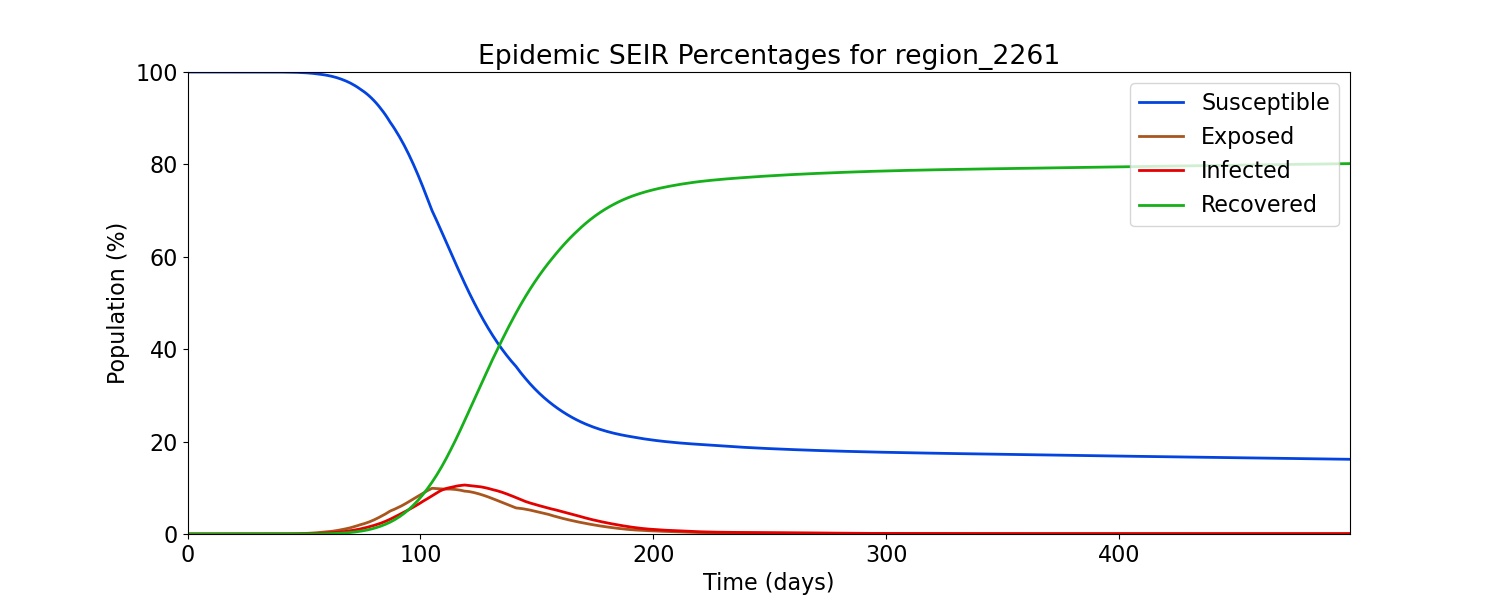 Epidemic SEIR Percentages for region_2261
Population (%)
100
80
60
40
20
0
Susceptible
Exposed
Infected
Recovered
0 100 200 300 400
Time (days)